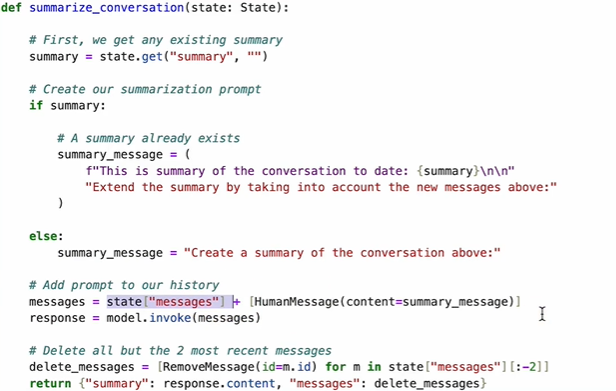 def summarize_conversation(state: State):
# First, we get any existing summary
summary = state.get("summary", "")
# Create our summarization prompt
if summary:
# A summary already exists
summary_message = (
f"This is summary of the conversation to date: {summary}\n\n"
"Extend the summary by taking into account the new messages above:"
)
else:
summary_message = "Create a summary of the conversation above:"
# Add prompt to our history
messages = state["messages"] + [HumanMessage(content=summary_message)]
response = model.invoke(messages)
# Delete all but the 2 most recent messages
delete_messages = [RemoveMessage(id=m.id) for m in state["messages"][:-2]]
return {"summary": response.content, "messages": delete_messages}